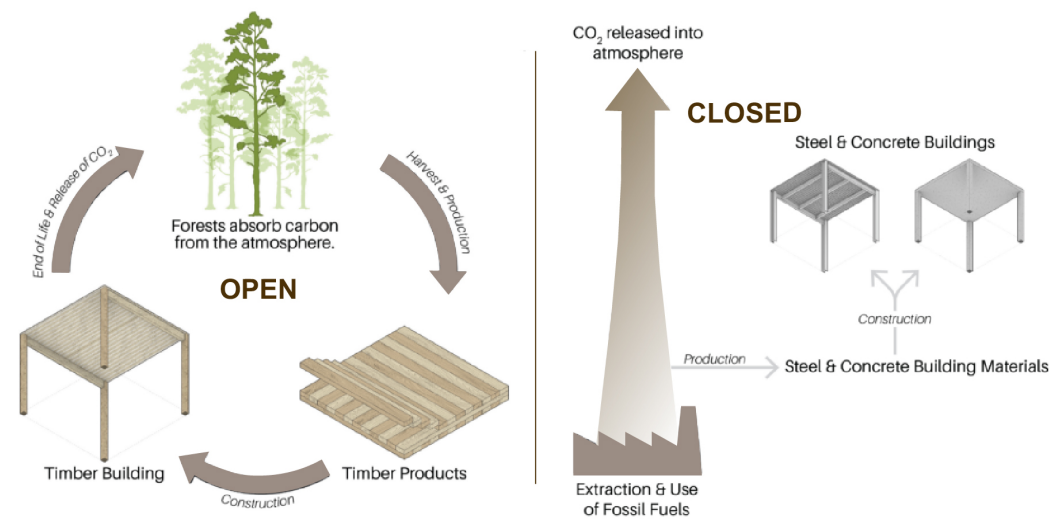 End of Life & Release of CO₂
Harvest & Production
Forests absorb carbon
from the atmosphere.
OPEN
Timber Building
Timber Products
Construction
CO₂ released into
atmosphere
CLOSED
Steel & Concrete Buildings
Construction
Production
Steel & Concrete Building Materials
Extraction & Use
of Fossil Fuels